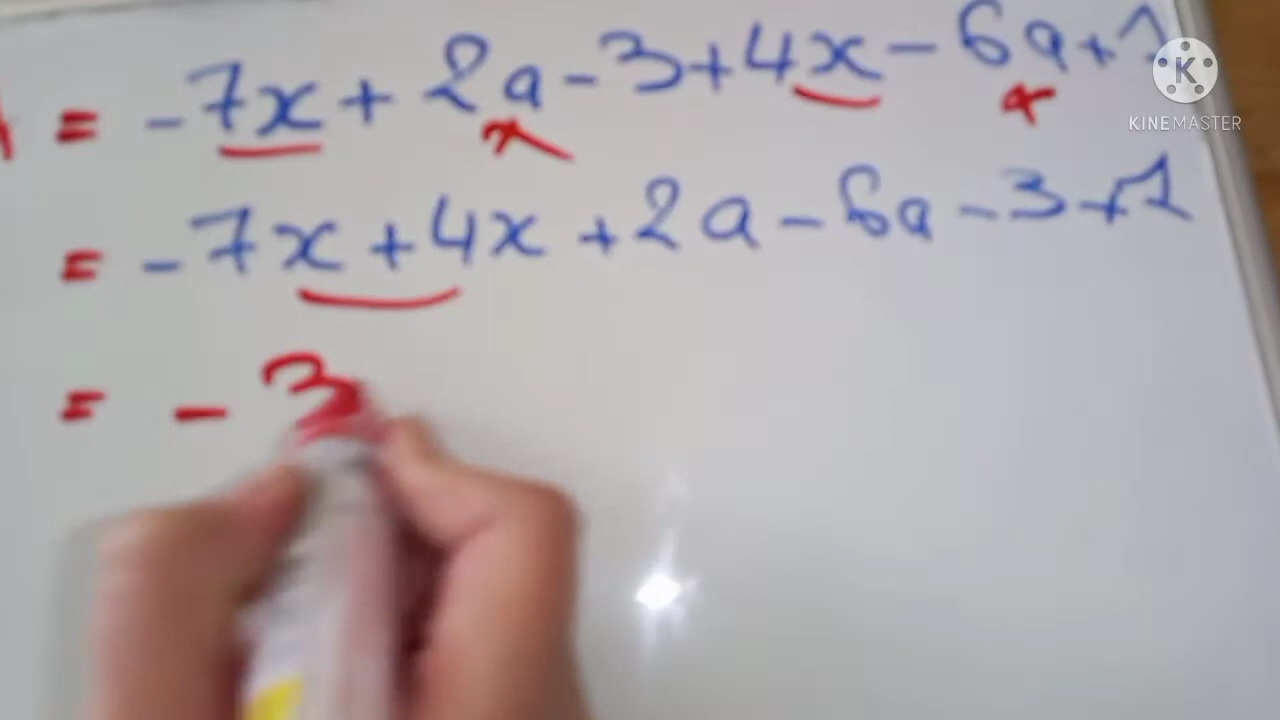 = -7x + 2a - 3 + 4x - 6a + 1
= -7x + 4x + 2a - 6a - 3 + 1
= - 3
KINEMASTER